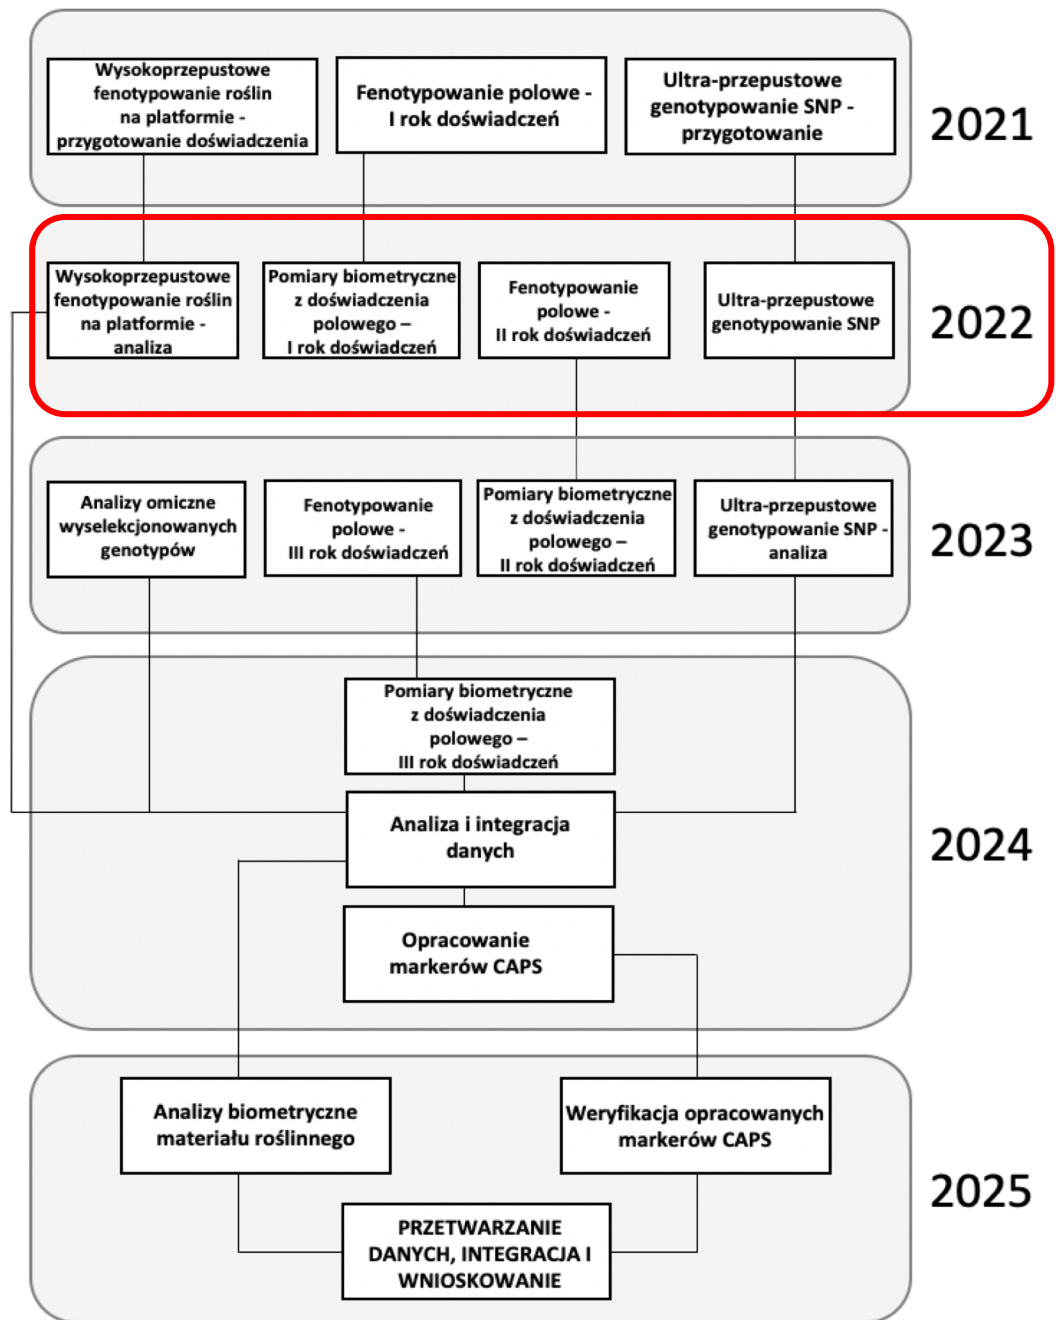 Wysokoprzepustowe
fenotypowanie roślin
na platformie -
przygotowanie doświadczenia
Fenotypowanie polowe -
I rok doświadczeń
Ultra-przepustowe
genotypowanie SNP -
przygotowanie
2021
Wysokoprzepustowe
fenotypowanie roślin
na platformie -
analiza
Pomiary biometryczne
z doświadczenia
polowego –
I rok doświadczeń
Fenotypowanie
polowe -
II rok doświadczeń
Ultra-przepustowe
genotypowanie SNP
2022
Analizy omiczne
wyselekcjonowanych
genotypów
Fenotypowanie
polowe -
III rok doświadczeń
Pomiary biometryczne
z doświadczenia
polowego –
II rok doświadczeń
Ultra-przepustowe
genotypowanie SNP -
analiza
2023
Pomiary biometryczne
z doświadczenia
polowego –
III rok doświadczeń
Analiza i integracja
danych
Opracowanie
markerów CAPS
2024
Analizy biometryczne
materiału roślinnego
Weryfikacja opracowanych
markerów CAPS
PRZETWARZANIE
DANYCH, INTEGRACJA I
WNIOSKOWANIE
2025